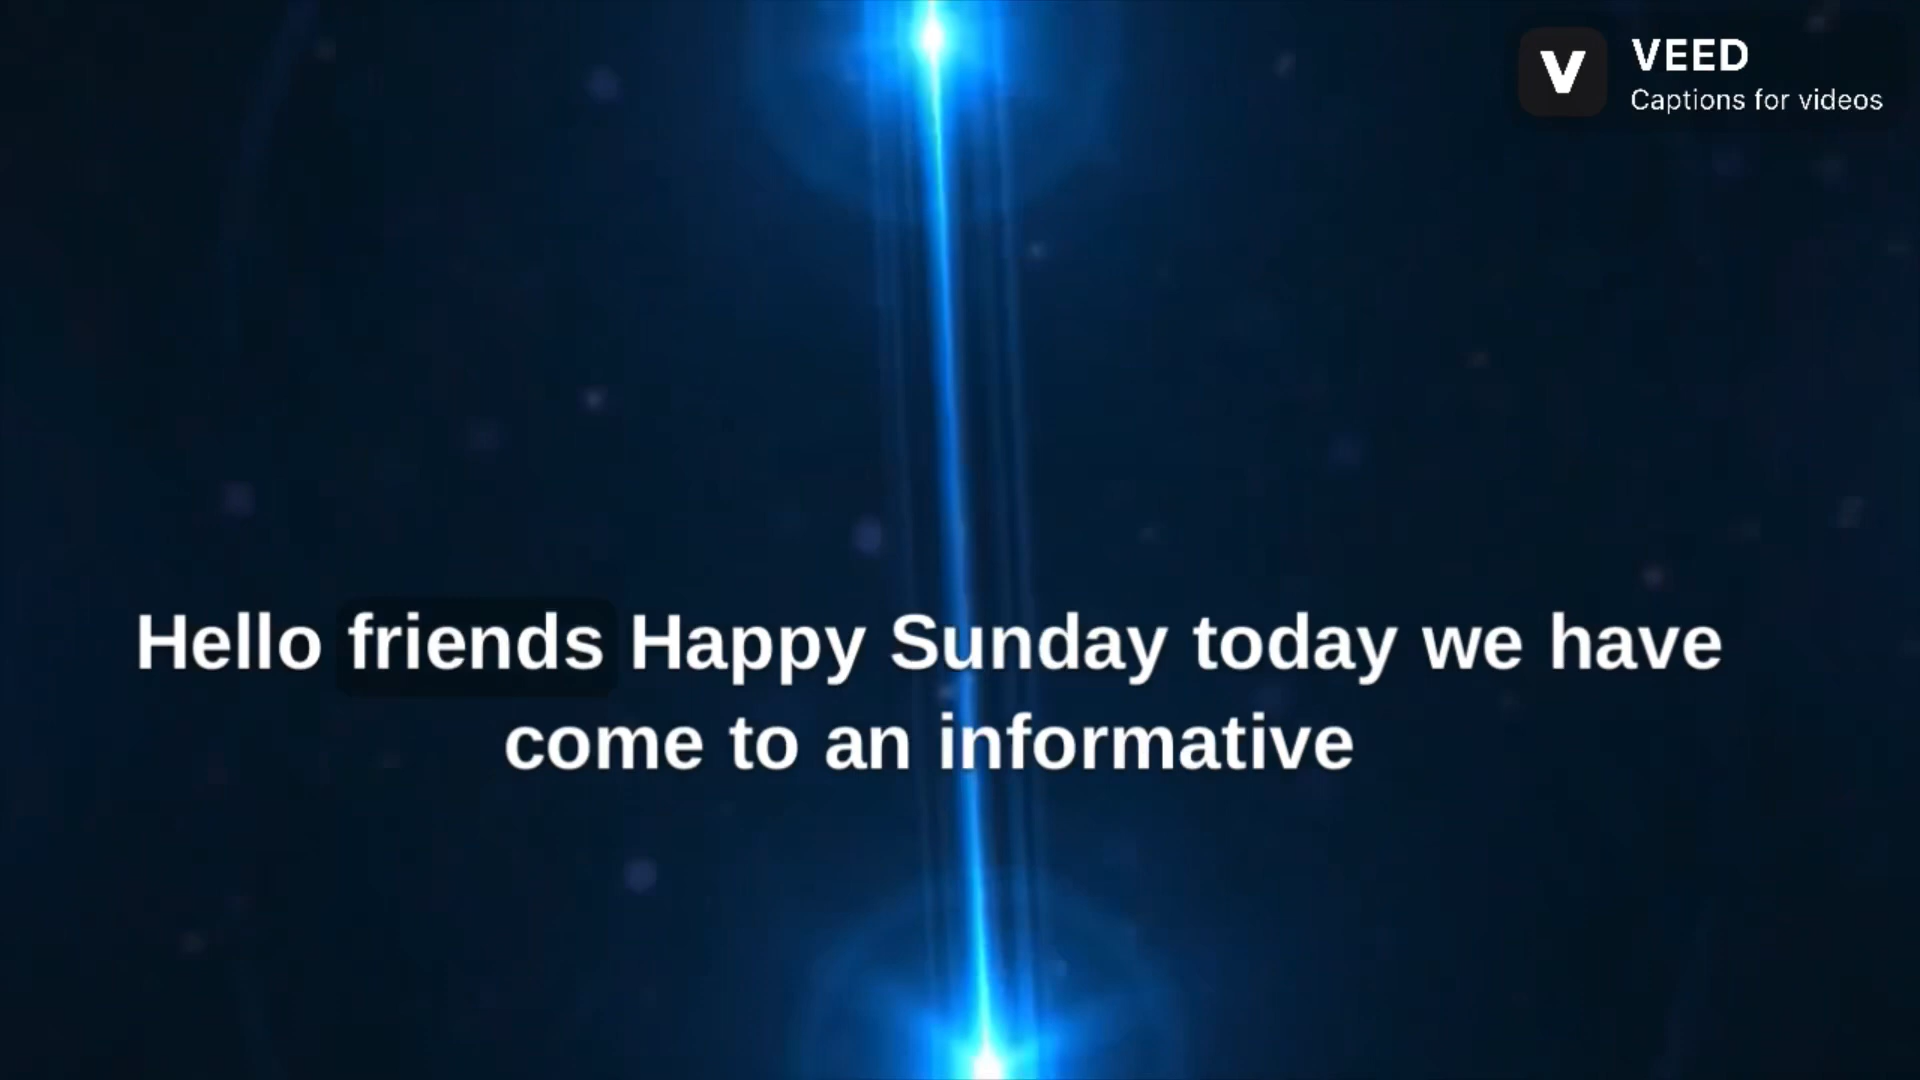 V VEED
Captions for videos
Hello friends Happy Sunday today we have
come to an informative